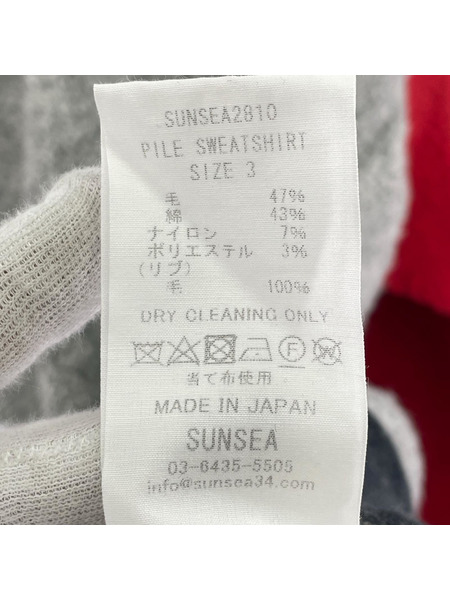 SUNSEA2810
PILE SWEATSHIRT
SIZE 3
毛 47%
綿 43%
ナイロン 7%
ポリエステル 3%
(リブ)
毛 100%
DRY CLEANING ONLY
F W
当て布使用
MADE IN JAPAN
SUNSEA
03-6435-5505
info@sunsea34.com